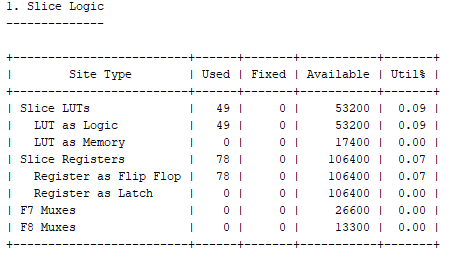 1. Slice Logic
--------------

+-------------------------+------+-------+-----------+-------+
|        Site Type        | Used | Fixed | Available | Util% |
+-------------------------+------+-------+-----------+-------+
| Slice LUTs              |   49 |     0 |     53200 |  0.09 |
|   LUT as Logic          |   49 |     0 |     53200 |  0.09 |
|   LUT as Memory         |    0 |     0 |     17400 |  0.00 |
| Slice Registers         |   78 |     0 |    106400 |  0.07 |
|   Register as Flip Flop |   78 |     0 |    106400 |  0.07 |
|   Register as Latch     |    0 |     0 |    106400 |  0.00 |
| F7 Muxes                |    0 |     0 |     26600 |  0.00 |
| F8 Muxes                |    0 |     0 |     13300 |  0.00 |
+-------------------------+------+-------+-----------+-------+